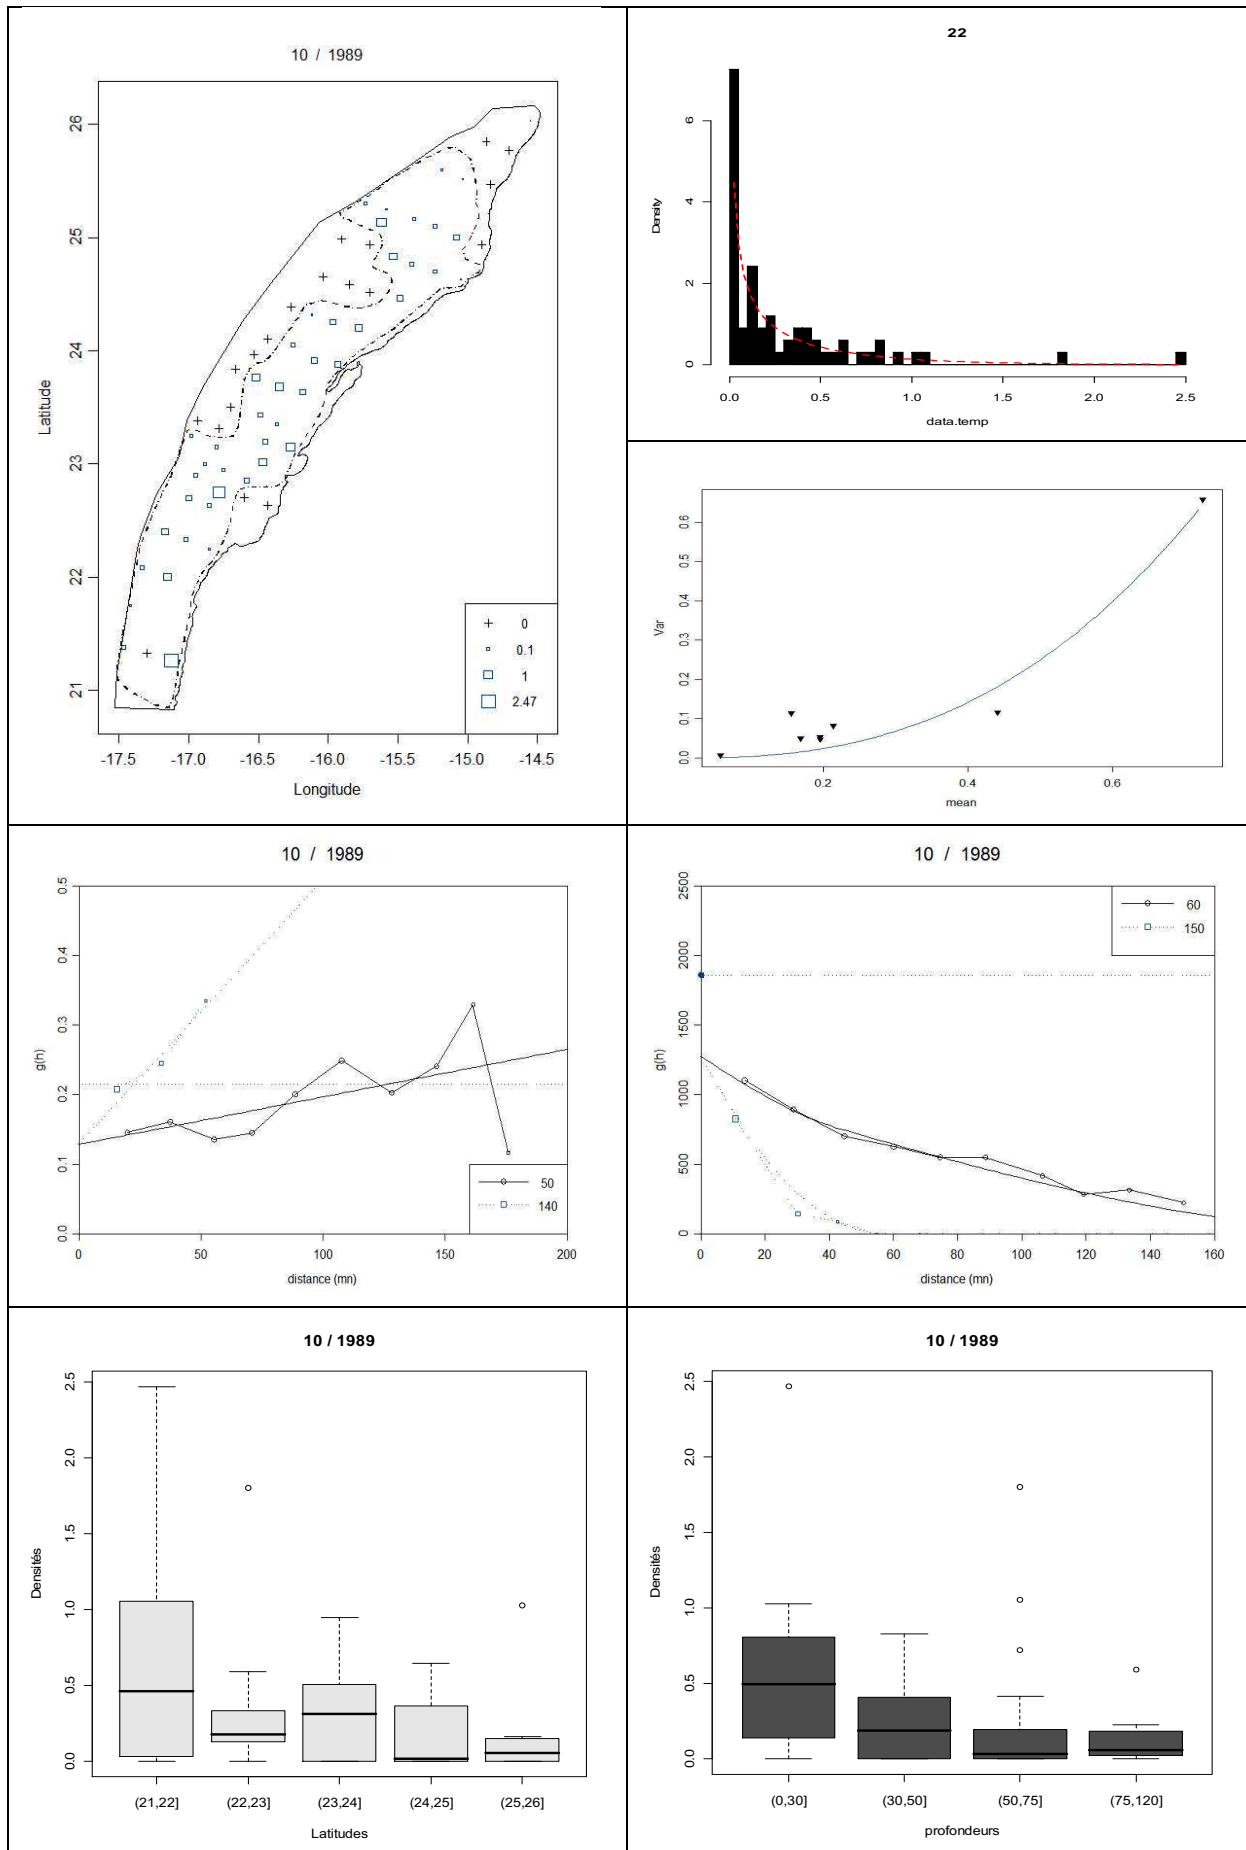 10 / 1989
Latitude
26
25
24
23
22
21
0
0.1
1
2.47
-17.5 -17.0 -16.5 -16.0 -15.5 -15.0 -14.5
Longitude
22
Density
6
4
2
0
0.0 0.5 1.0 1.5 2.0 2.5
data.temp
Var
0.6
0.5
0.4
0.3
0.2
0.1
0.0
0.2 0.4 0.6
mean
10 / 1989
g(h)
0.5
0.4
0.3
0.2
0.1
0.0
50
140
0 50 100 150 200
distance (mn)
10 / 1989
g(h)
2500
2000
1500
1000
500
0
60
150
0 20 40 60 80 100 120 140 160
distance (mn)
10 / 1989
Densités
2.5
2.0
1.5
1.0
0.5
0.0
(21,22] (22,23] (23,24] (24,25] (25,26]
Latitudes
10 / 1989
Densités
2.5
2.0
1.5
1.0
0.5
0.0
(0,30] (30,50] (50,75] (75,120]
profondeurs